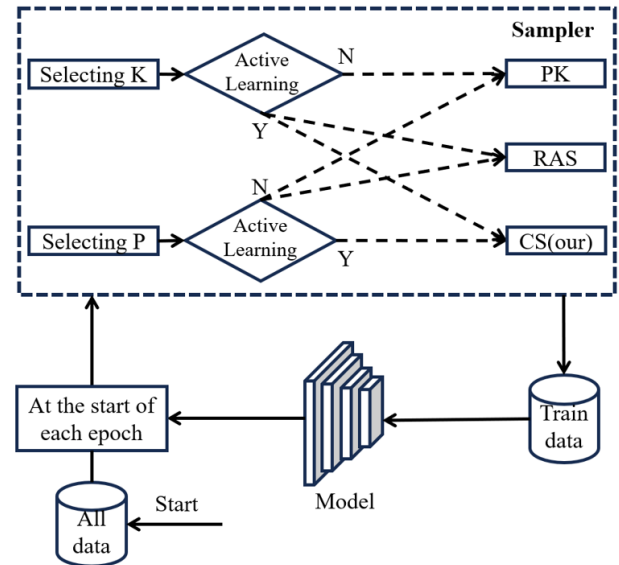 Sampler
Selecting K
Active
Learning
N
Y
PK
RAS
Selecting P
Active
Learning
N
Y
CS(our)
At the start of
each epoch
Model
Train
data
All
data
Start